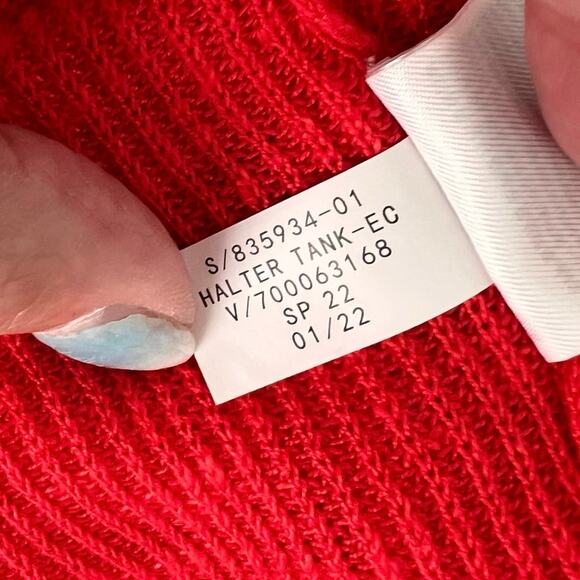 S/835934-01
HALTER TANK-EC
V/700063168
SP 22
01/22